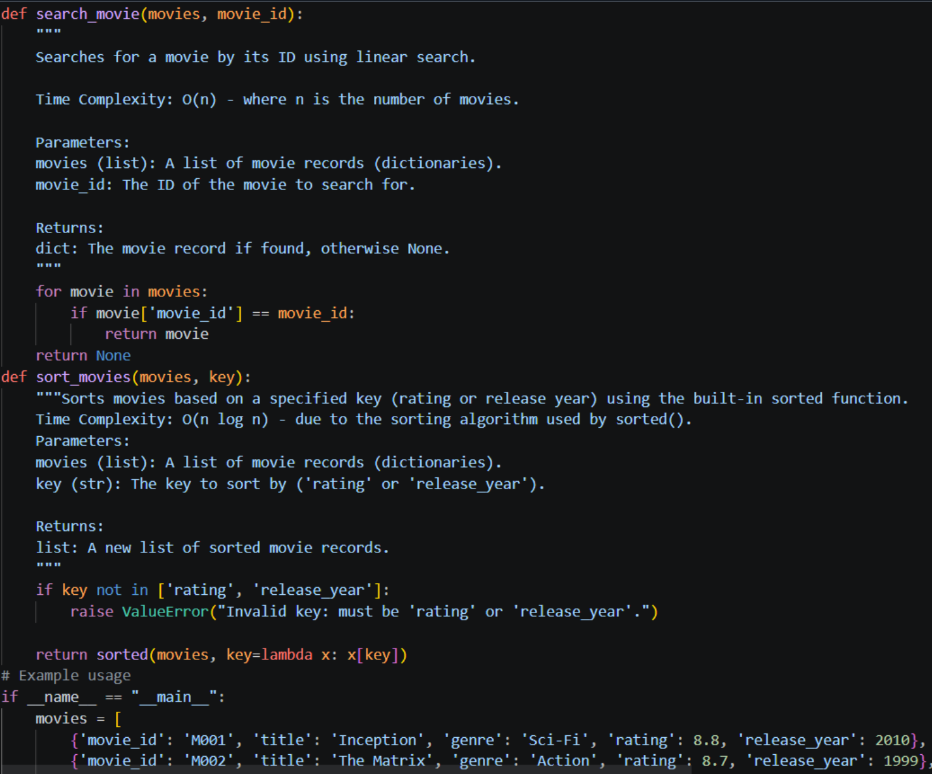 def search_movie(movies, movie_id):
    """
    Searches for a movie by its ID using linear search.

    Time Complexity: O(n) - where n is the number of movies.

    Parameters:
    movies (list): A list of movie records (dictionaries).
    movie_id: The ID of the movie to search for.

    Returns:
    dict: The movie record if found, otherwise None.
    """
    for movie in movies:
        if movie['movie_id'] == movie_id:
            return movie
    return None
def sort_movies(movies, key):
    """Sorts movies based on a specified key (rating or release year) using the built-in sorted function.
    Time Complexity: O(n log n) - due to the sorting algorithm used by sorted().
    Parameters:
    movies (list): A list of movie records (dictionaries).
    key (str): The key to sort by ('rating' or 'release_year').

    Returns:
    list: A new list of sorted movie records.
    """
    if key not in ['rating', 'release_year']:
        raise ValueError("Invalid key: must be 'rating' or 'release_year'.")

    return sorted(movies, key=lambda x: x[key])
# Example usage
if __name__ == "__main__":
    movies = [
        {'movie_id': 'M001', 'title': 'Inception', 'genre': 'Sci-Fi', 'rating': 8.8, 'release_year': 2010},
        {'movie_id': 'M002', 'title': 'The Matrix', 'genre': 'Action', 'rating': 8.7, 'release_year': 1999},